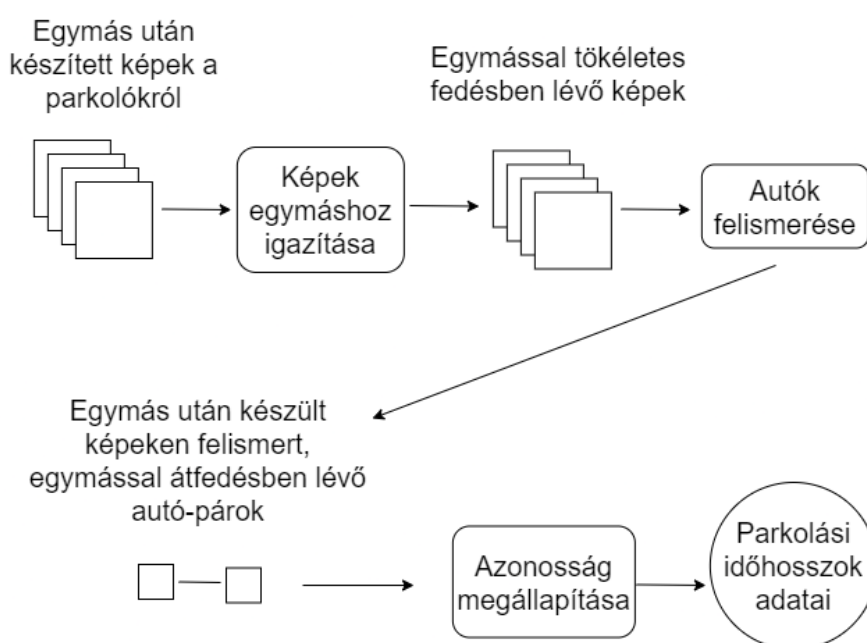 Egymás után
készített képek a
parkolókról
Egymással tökéletes
fedésben lévő képek
Képek
egymáshoz
igazítása
Autók
felismerése
Egymás után készült
képeken felismert,
egymással átfedésben lévő
autó-párok
Azonosság
megállapítása
Parkolási
időhosszok
adatai